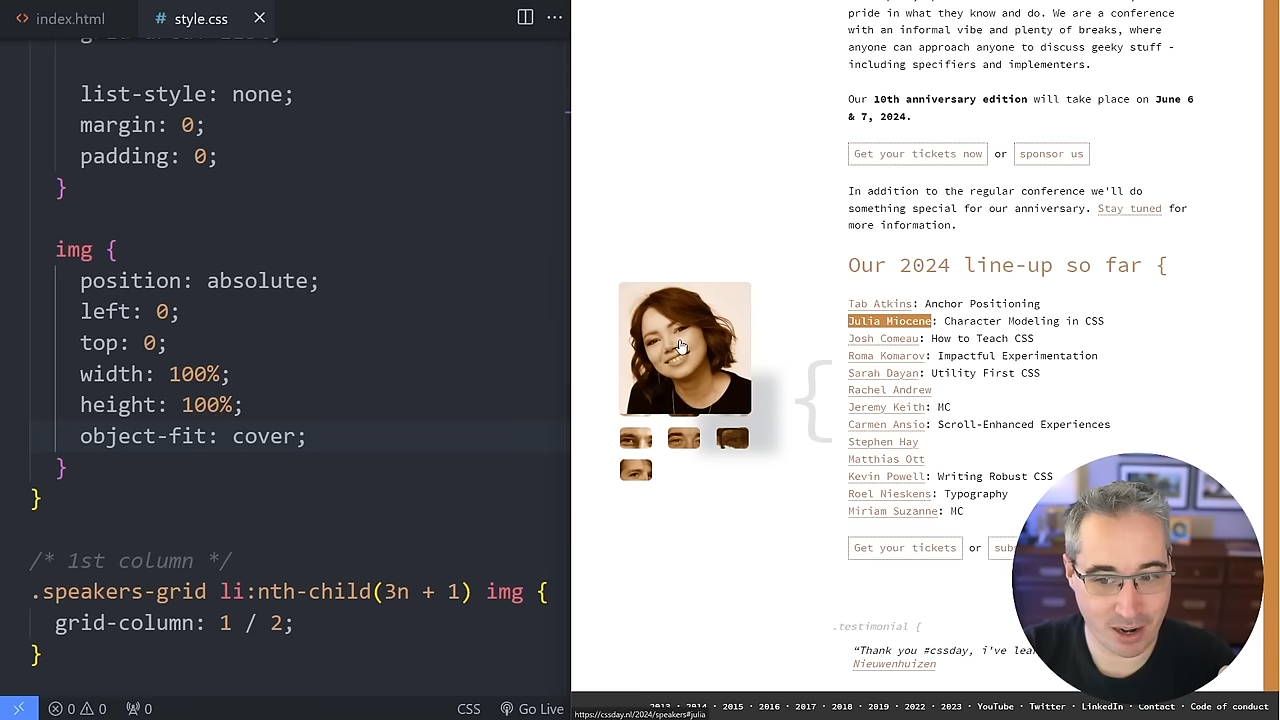 index.html
style.css
list-style: none;
margin: 0;
padding: 0;
}
img {
position: absolute;
left: 0;
top: 0;
width: 100%;
height: 100%;
object-fit: cover;
}
}
/* 1st column */
.speakers-grid li:nth-child(3n + 1) img {
grid-column: 1 / 2;
}
0 0 0 CSS Go Live
pride in what they know and do. We are a conference
with an informal vibe and plenty of breaks, where
anyone can approach anyone to discuss geeky stuff -
including specifiers and implementers.
Our 10th anniversary edition will take place on June 6
& 7, 2024.
Get your tickets now or sponsor us
In addition to the regular conference we'll do
something special for our anniversary. Stay tuned for
more information.
Our 2024 line-up so far {
Tab Atkins: Anchor Positioning
Julia Miocene: Character Modeling in CSS
Josh Comeau: How to Teach CSS
Roma Komarov: Impactful Experimentation
Sarah Dayan: Utility First CSS
Rachel Andrew
{
Jeremy Keith: MC
Carmen Ansio: Scroll-Enhanced Experiences
Stephen Hay
Matthias Ott
Kevin Powell: Writing Robust CSS
Roel Nieskens: Typography
Miriam Suzanne: MC
Get your tickets or
.testimonial {
“Thank you #cssday, i've
Nieuwenhuizen
2013 · 2014 · 2015 · 2016 · 2017 · 2018 · 2019 · 2022 · 2023 · YouTube · Twitter · LinkedIn · Contact · Code of conduct
https://cssday.nl/2024/speakers#julia